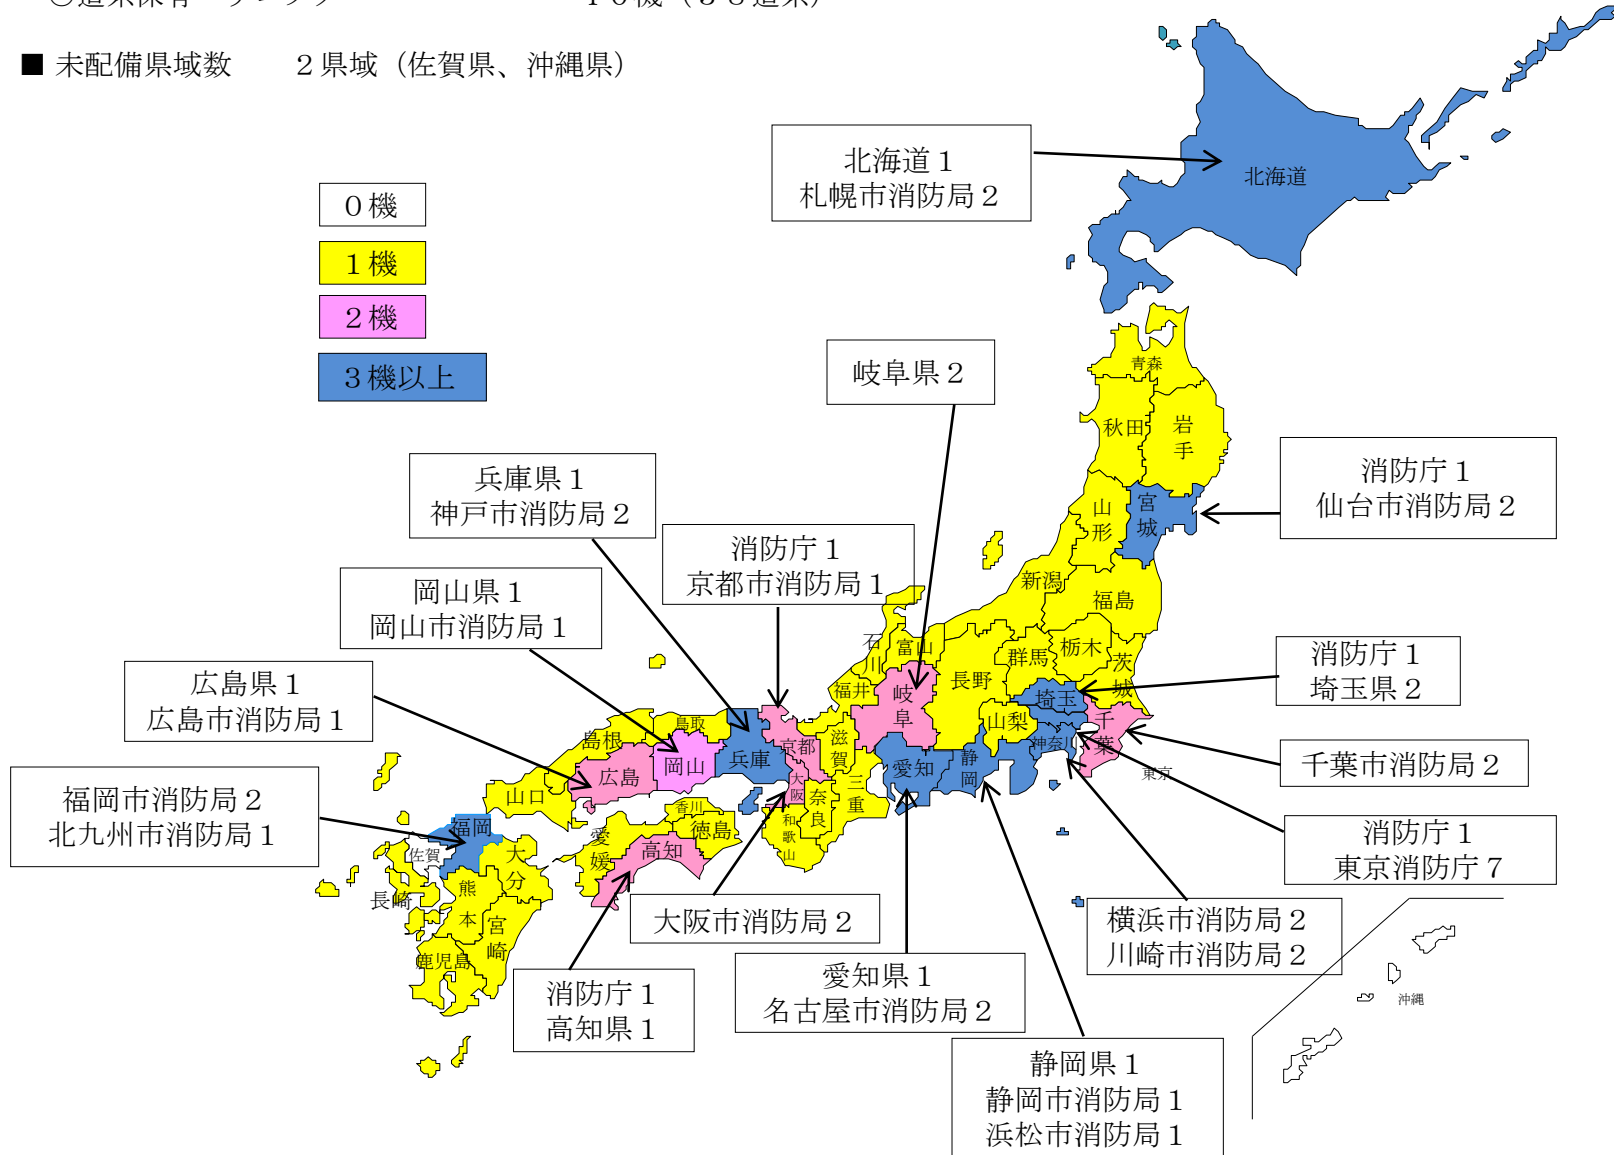 ■ 未配備県域数　　２県域（佐賀県、沖縄県）
０機
１機
２機
３機以上
北海道１
札幌市消防局２
北海道
岐阜県２
青森
秋田
岩手
兵庫県１
神戸市消防局２
消防庁１
仙台市消防局２
山形
宮城
消防庁１
京都市消防局１
岡山県１
岡山市消防局１
新潟
福島
石川
富山
群馬
栃木
茨城
消防庁１
埼玉県２
広島県１
広島市消防局１
福井
岐阜
長野
埼玉
山梨
千葉
千葉市消防局２
鳥取
島根
京都
滋賀
神奈川
東京
兵庫
岡山
広島
大阪
愛知
静岡
三重
奈良
和歌山
山口
香川
徳島
愛媛
高知
福岡市消防局２
北九州市消防局１
福岡
佐賀
大分
長崎
熊本
宮崎
鹿児島
消防庁１
東京消防庁７
大阪市消防局２
横浜市消防局２
川崎市消防局２
消防庁１
高知県１
愛知県１
名古屋市消防局２
沖縄
静岡県１
静岡市消防局１
浜松市消防局１